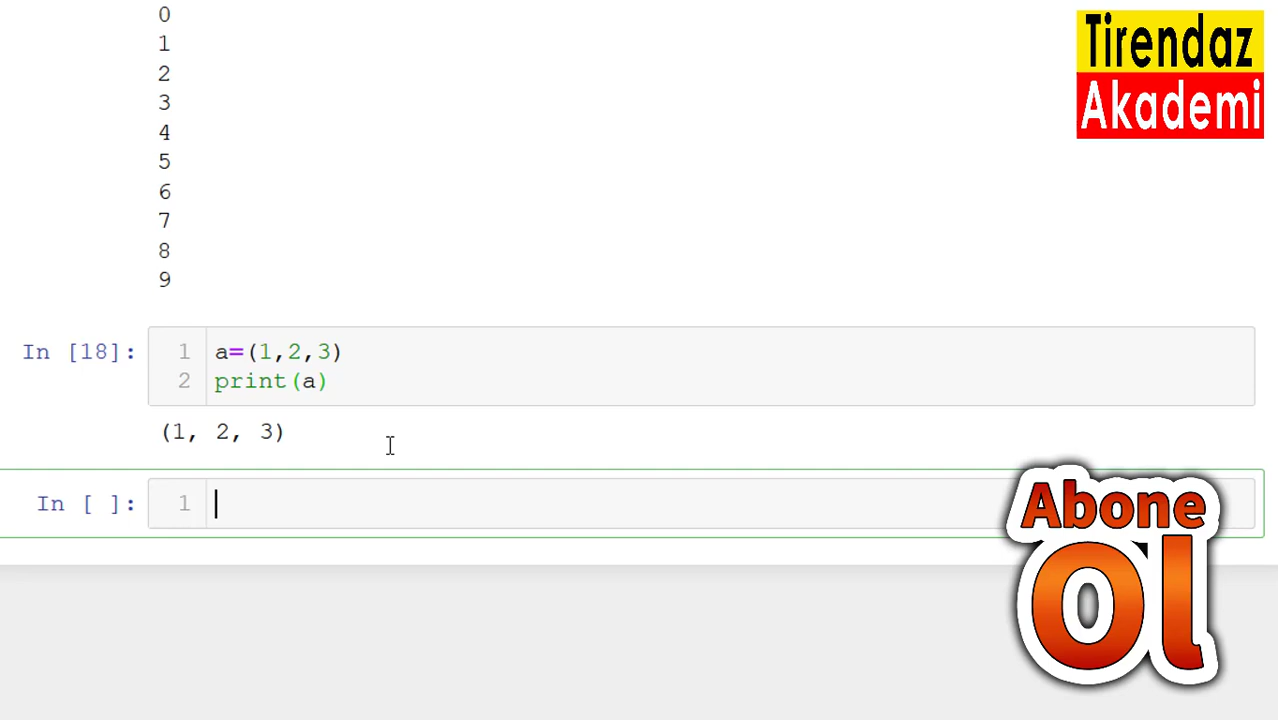 0
1
2
3
4
5
6
7
8
9
Tirendaz
Akademi
In [18]:
1 a=(1,2,3)
2 print(a)
(1, 2, 3)
In [ ]:
1
Abone
Ol